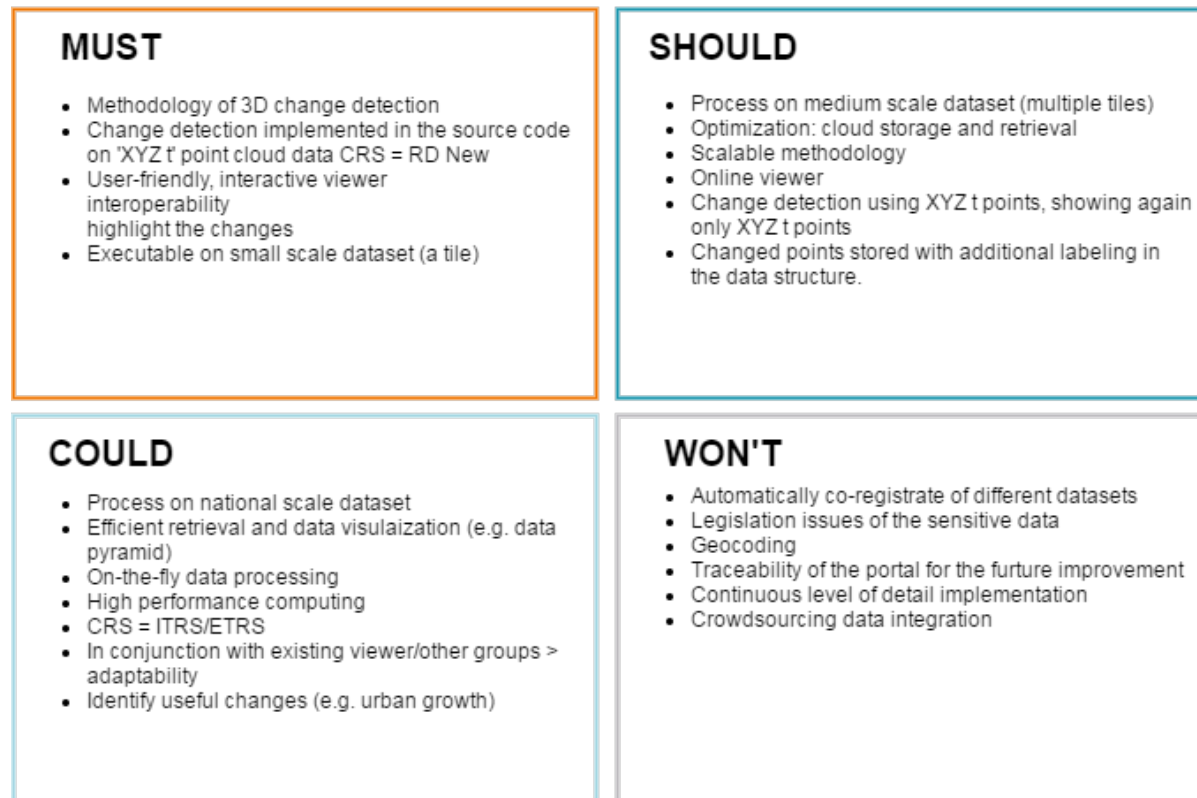 MUST
• Methodology of 3D change detection
• Change detection implemented in the source code
on 'XYZ t' point cloud data CRS = RD New
• User-friendly, interactive viewer
interoperability
highlight the changes
• Executable on small scale dataset (a tile)
SHOULD
• Process on medium scale dataset (multiple tiles)
• Optimization: cloud storage and retrieval
• Scalable methodology
• Online viewer
• Change detection using XYZ t points, showing again
only XYZ t points
• Changed points stored with additional labeling in
the data structure.
COULD
• Process on national scale dataset
• Efficient retrieval and data visulaization (e.g. data
pyramid)
• On-the-fly data processing
• High performance computing
• CRS = ITRS/ETRS
• In conjunction with existing viewer/other groups >
adaptability
• Identify useful changes (e.g. urban growth)
WON'T
• Automatically co-registrate of different datasets
• Legislation issues of the sensitive data
• Geocoding
• Traceability of the portal for the furture improvement
• Continuous level of detail implementation
• Crowdsourcing data integration